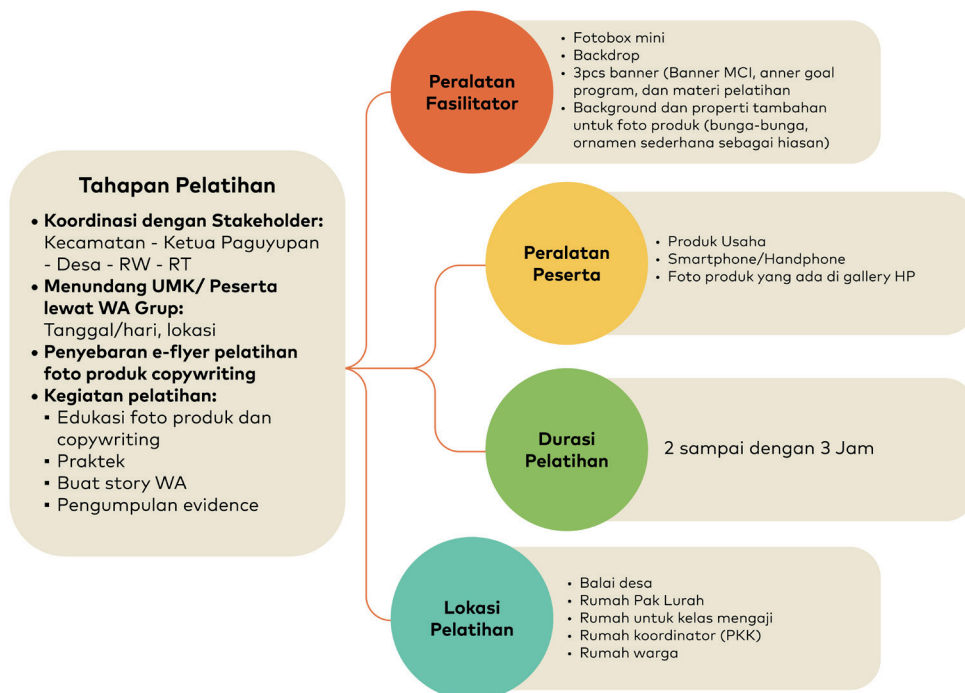 Tahapan Pelatihan
• Koordinasi dengan Stakeholder:
Kecamatan - Ketua Paguyupan
- Desa - RW - RT
• Menundang UMK/ Peserta
lewat WA Grup:
Tanggal/hari, lokasi
• Penyebaran e-flyer pelatihan
foto produk copywriting
• Kegiatan pelatihan:
▪ Edukasi foto produk dan
copywriting
▪ Praktek
▪ Buat story WA
▪ Pengumpulan evidence
Peralatan
Fasilitator
• Fotobox mini
• Backdrop
• 3pcs banner (Banner MCI, anner goal
program, dan materi pelatihan
• Background dan properti tambahan
untuk foto produk (bunga-bunga,
ornamen sederhana sebagai hiasan)
Peralatan
Peserta
• Produk Usaha
• Smartphone/Handphone
• Foto produk yang ada di gallery HP
Durasi
Pelatihan
2 sampai dengan 3 Jam
Lokasi
Pelatihan
• Balai desa
• Rumah Pak Lurah
• Rumah untuk kelas mengaji
• Rumah koordinator (PKK)
• Rumah warga